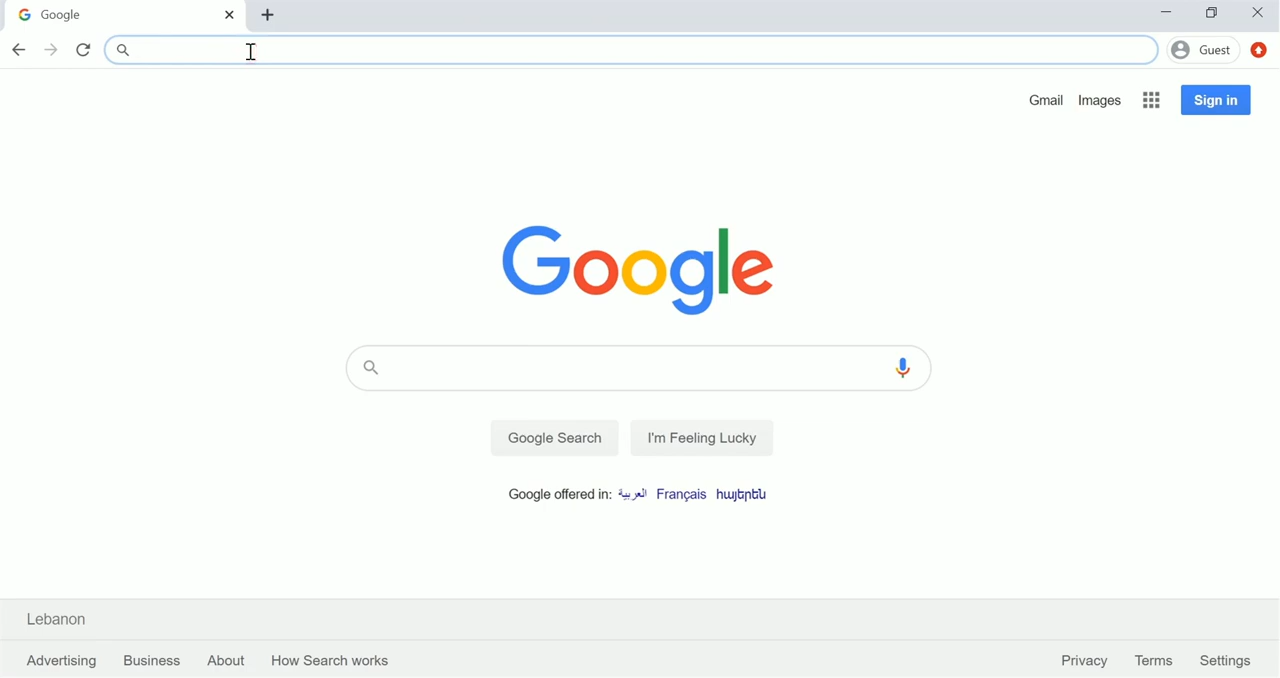 Google
Guest
Gmail Images Sign in
Google
Google Search I'm Feeling Lucky
Google offered in: العربية Français հայերեն
Lebanon
Advertising Business About How Search works Privacy Terms Settings